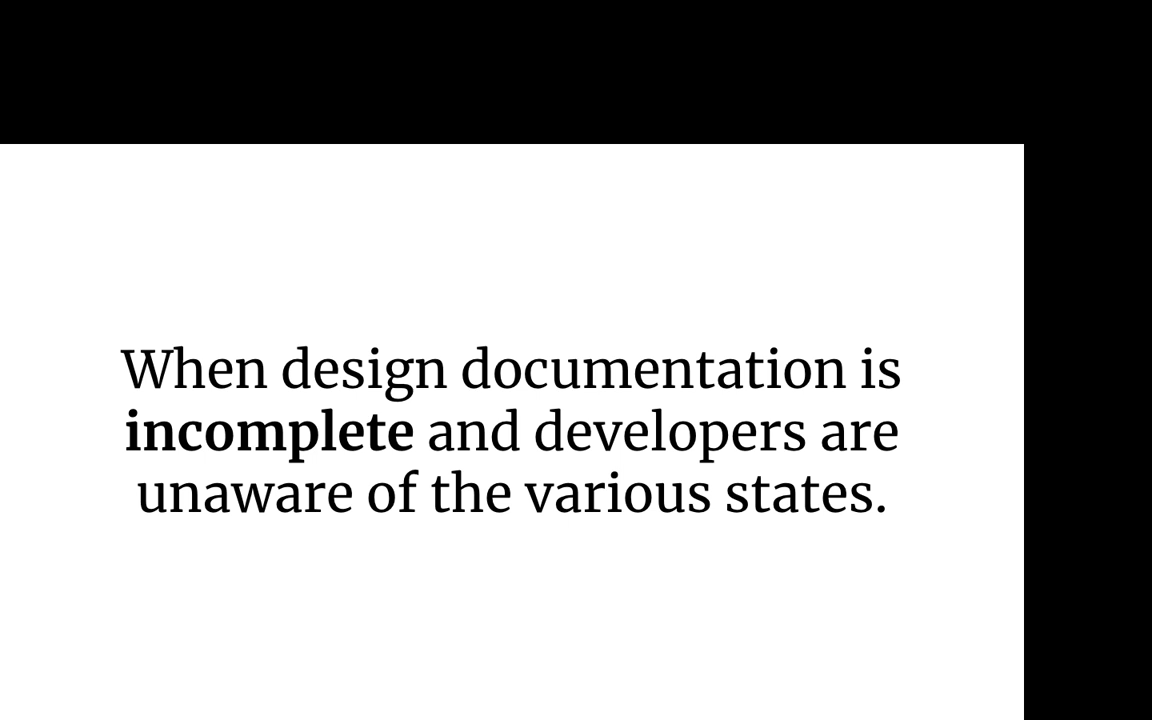 When design documentation is
incomplete and developers are
unaware of the various states.